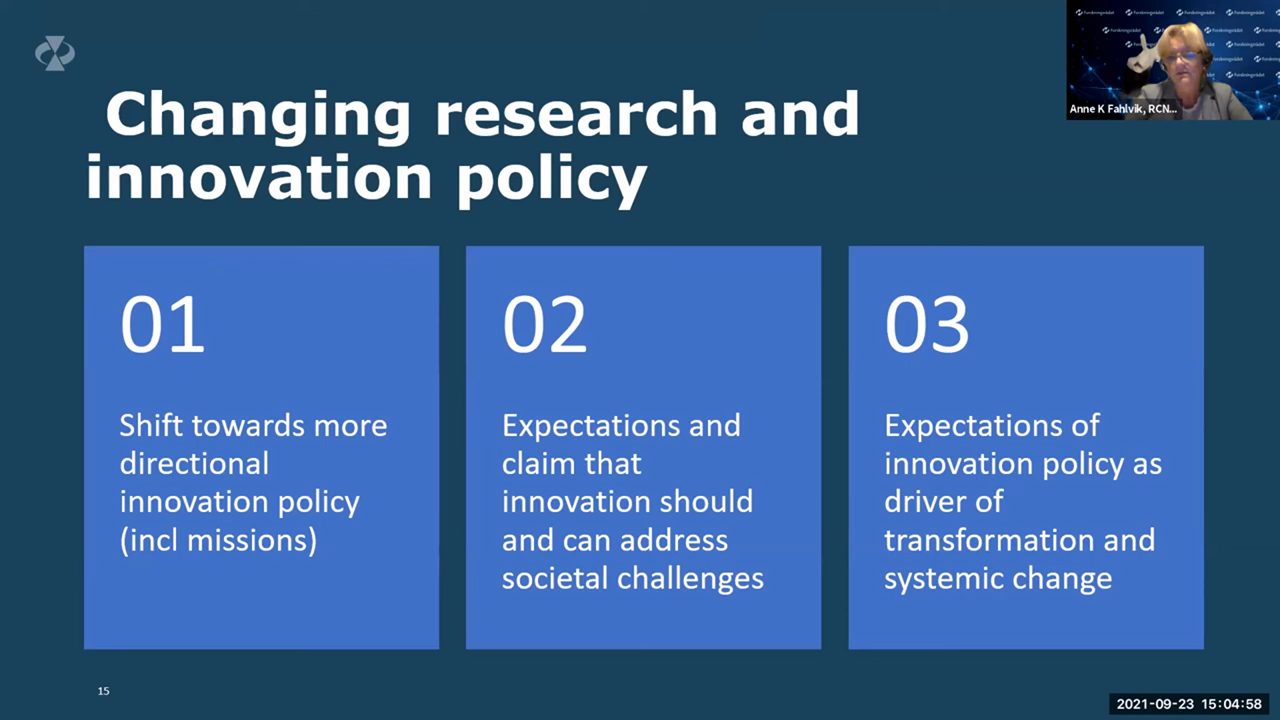 Changing research and
innovation policy
Forskningsrådet
Anne K Fahlvik, RCN...
01
Shift towards more
directional
innovation policy
(incl missions)
02
Expectations and
claim that
innovation should
and can address
societal challenges
03
Expectations of
innovation policy as
driver of
transformation and
systemic change
15
2021-09-23 15:04:58